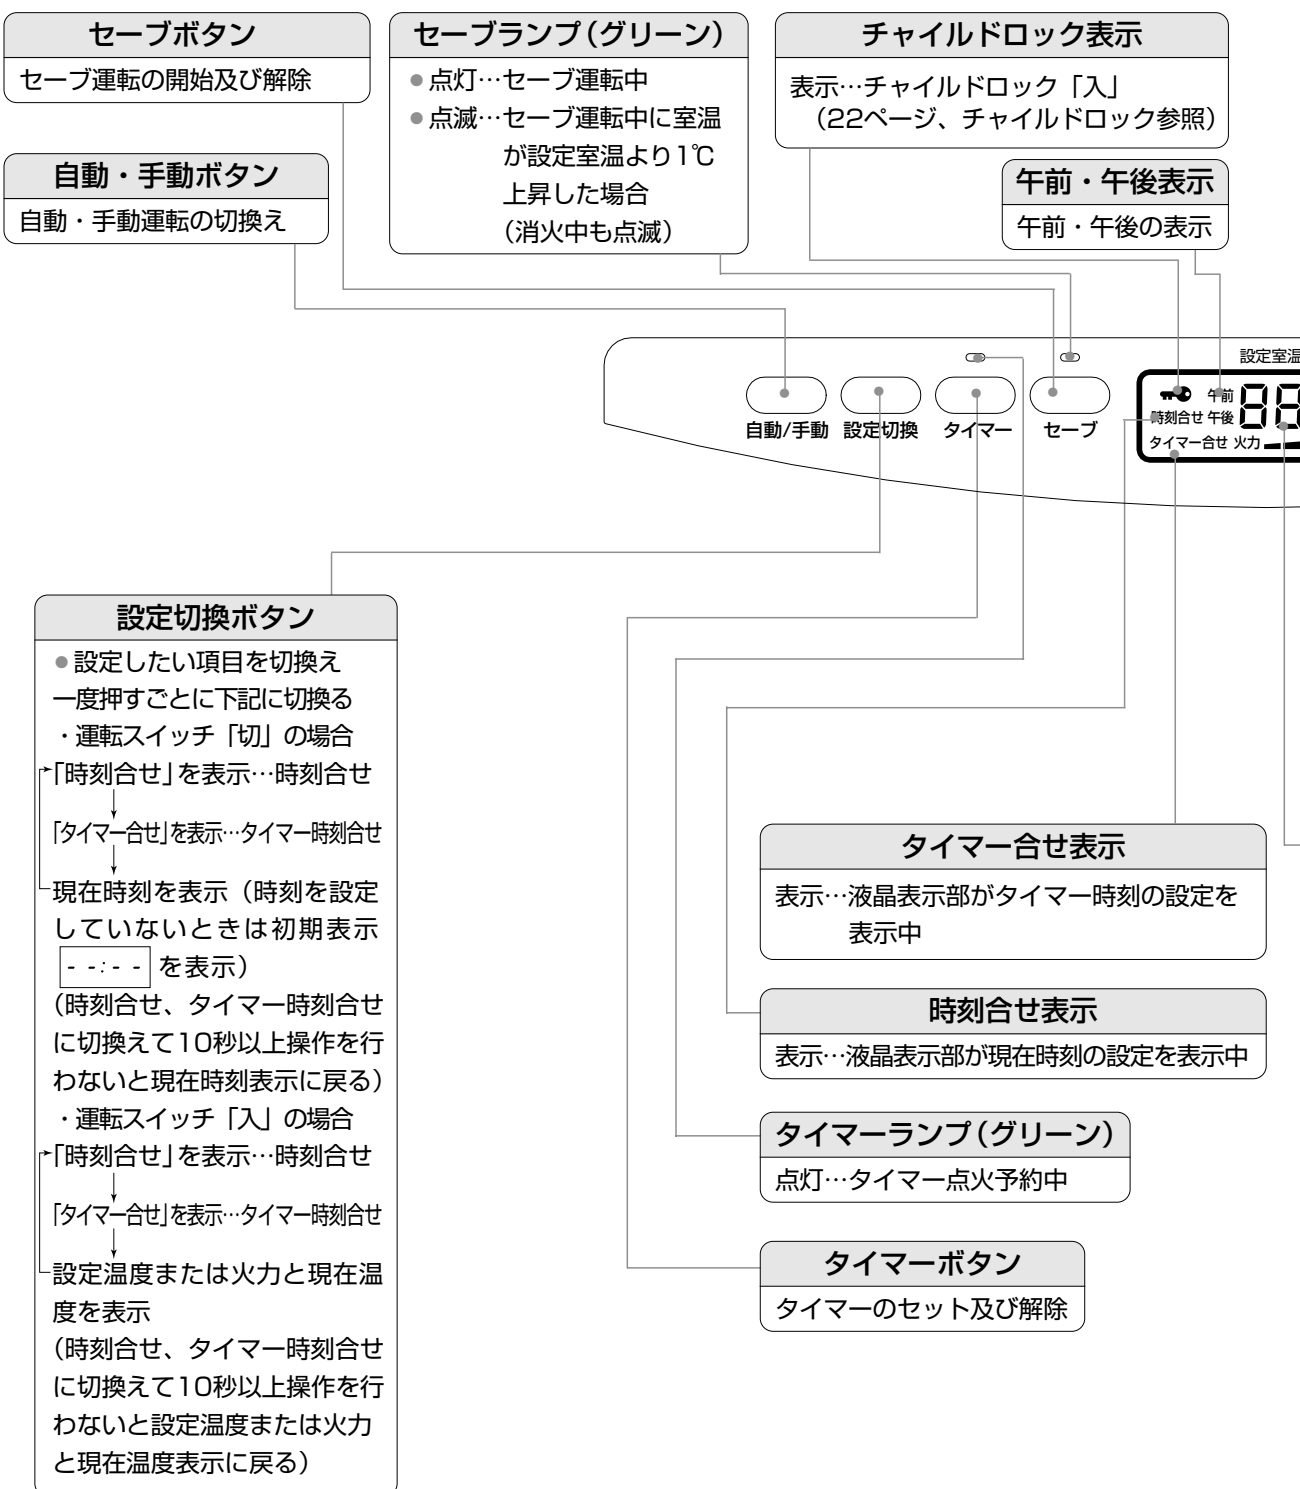 セーブボタン
セーブ運転の開始及び解除
セーブランプ(グリーン)
●点灯…セーブ運転中
●点滅…セーブ運転中に室温
が設定室温より1℃
上昇した場合
(消火中も点滅)
チャイルドロック表示
表示…チャイルドロック「入」
(22ページ、チャイルドロック参照)
自動・手動ボタン
自動・手動運転の切換え
午前・午後表示
午前・午後の表示
設定室温
自動/手動 設定切換 タイマー セーブ
午前
時刻合せ 午後
88
タイマー合せ 火力
設定切換ボタン
●設定したい項目を切換え
一度押すごとに下記に切換る
・運転スイッチ「切」の場合
「時刻合せ」を表示…時刻合せ
「タイマー合せ」を表示…タイマー時刻合せ
現在時刻を表示(時刻を設定
していないときは初期表示
- -:- - を表示)
(時刻合せ、タイマー時刻合せ
に切換えて10秒以上操作を行
わないと現在時刻表示に戻る)
・運転スイッチ「入」の場合
「時刻合せ」を表示…時刻合せ
「タイマー合せ」を表示…タイマー時刻合せ
設定温度または火力と現在温
度を表示
(時刻合せ、タイマー時刻合せ
に切換えて10秒以上操作を行
わないと設定温度または火力
と現在温度表示に戻る)
タイマー合せ表示
表示…液晶表示部がタイマー時刻の設定を
表示中
時刻合せ表示
表示…液晶表示部が現在時刻の設定を表示中
タイマーランプ(グリーン)
点灯…タイマー点火予約中
タイマーボタン
タイマーのセット及び解除